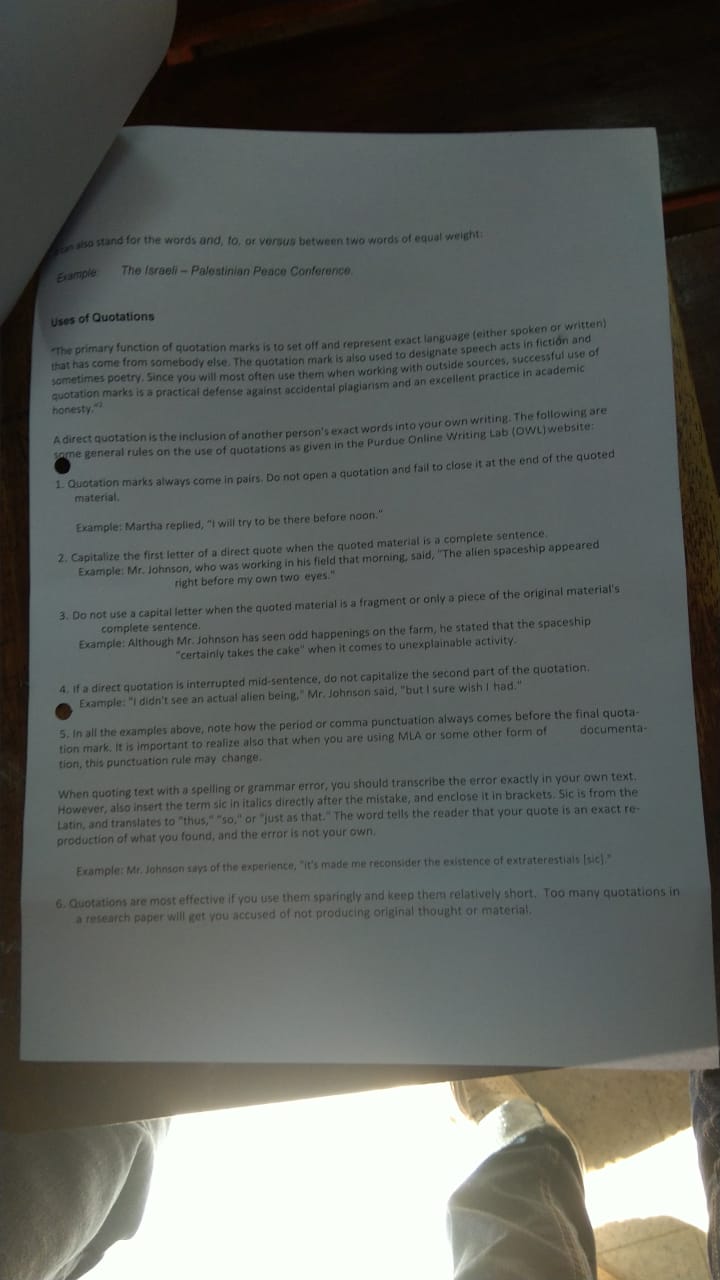 also stand for the words and, to, or versus between two words of equal weight:
Example: The Israeli – Palestinian Peace Conference.
Uses of Quotations
"The primary function of quotation marks is to set off and represent exact language (either spoken or written)
that has come from somebody else. The quotation mark is also used to designate speech acts in fiction and
sometimes poetry. Since you will most often use them when working with outside sources, successful use of
quotation marks is a practical defense against accidental plagiarism and an excellent practice in academic
honesty."²
A direct quotation is the inclusion of another person's exact words into your own writing. The following are
some general rules on the use of quotations as given in the Purdue Online Writing Lab (OWL) website:
1. Quotation marks always come in pairs. Do not open a quotation and fail to close it at the end of the quoted
material.
Example: Martha replied, "I will try to be there before noon."
2. Capitalize the first letter of a direct quote when the quoted material is a complete sentence.
Example: Mr. Johnson, who was working in his field that morning, said, "The alien spaceship appeared
right before my own two eyes."
3. Do not use a capital letter when the quoted material is a fragment or only a piece of the original material's
complete sentence.
Example: Although Mr. Johnson has seen odd happenings on the farm, he stated that the spaceship
"certainly takes the cake" when it comes to unexplainable activity.
4. If a direct quotation is interrupted mid-sentence, do not capitalize the second part of the quotation.
Example: "I didn't see an actual alien being," Mr. Johnson said, "but I sure wish I had."
5. In all the examples above, note how the period or comma punctuation always comes before the final quota-
tion mark. It is important to realize also that when you are using MLA or some other form of documenta-
tion, this punctuation rule may change.
When quoting text with a spelling or grammar error, you should transcribe the error exactly in your own text.
However, also insert the term sic in italics directly after the mistake, and enclose it in brackets. Sic is from the
Latin, and translates to "thus," "so," or "just as that." The word tells the reader that your quote is an exact re-
production of what you found, and the error is not your own.
Example: Mr. Johnson says of the experience, "it's made me reconsider the existence of extraterestials [sic]."
6. Quotations are most effective if you use them sparingly and keep them relatively short. Too many quotations in
a research paper will get you accused of not producing original thought or material.